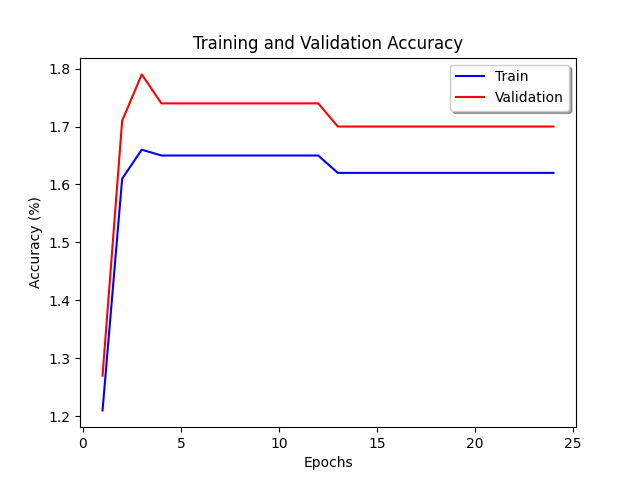 Training and Validation Accuracy
Train
Validation
Accuracy (%)
1.8
1.7
1.6
1.5
1.4
1.3
1.2
0 5 10 15 20 25
Epochs